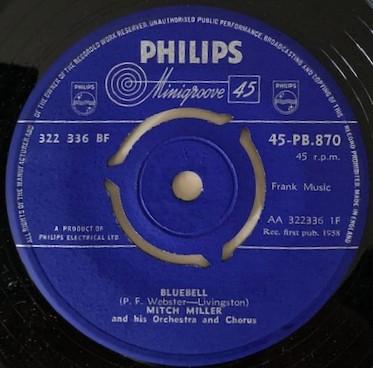 ALL RIGHTS OF THE MANUFACTURER AND OF THE OWNER OF THE RECORDED WORK RESERVED. UNAUTHORISED PUBLIC PERFORMANCE, BROADCASTING AND COPYING OF THIS RECORD PROHIBITED. MADE IN ENGLAND
PHILIPS
PHILIPS
Minigroove 45
PHILIPS
322 336 BF
45-PB.870
45 r.p.m.
Frank Music
AA 322336 1F
Rec. first pub. 1958
A PRODUCT OF
PHILIPS ELECTRICAL LTD
BLUEBELL
(P. F. Webster—Livingston)
MITCH MILLER
and his Orchestra and Chorus